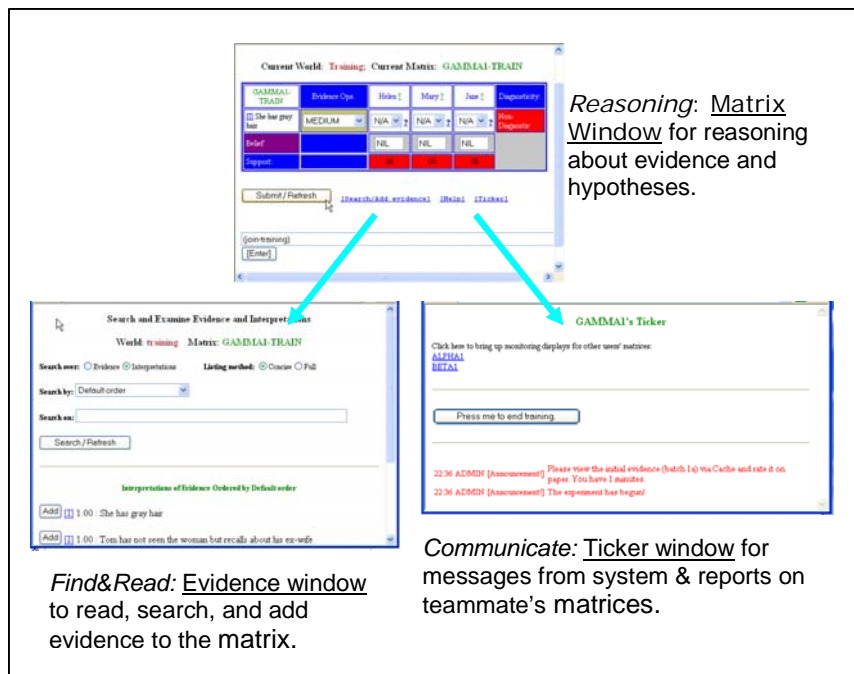 Current World: Training; Current Matrix: GAMMA1-TRAIN
GAMMA1-TRAIN Evidence Ops. Helen ? Mary ? Jane ? Diagnosticity:
[I] She has gray hair MEDIUM N/A ? N/A ? N/A ? Non-Diagnostic
Belief: NIL NIL NIL
Support:
Submit / Refresh [Search/Add evidence] [Help] [Ticker]
(join-training)
[Enter]
Reasoning: Matrix
Window for reasoning
about evidence and
hypotheses.
Search and Examine Evidence and Interpretations
World: training Matrix: GAMMA1-TRAIN
Search over: Evidence Interpretations Listing method: Concise Full
Search by: Default order
Search on:
Search / Refresh
Interpretations of Evidence Ordered by Default order
Add [I] 1.00 : She has gray hair
Add [I] 1.00 : Tom has not seen the woman but recalls about his ex-wife
Find&Read: Evidence window
to read, search, and add
evidence to the matrix.
GAMMA1's Ticker
Click here to bring up monitoring displays for other users' matrices:
ALPHA1
BETA1
Press me to end training.
22:36 ADMIN [Announcement!] Please view the initial evidence (batch 1a) via Cache and rate it on
paper. You have 1 minutes.
22:36 ADMIN [Announcement!] The experiment has begun!
Communicate: Ticker window for
messages from system & reports on
teammate's matrices.